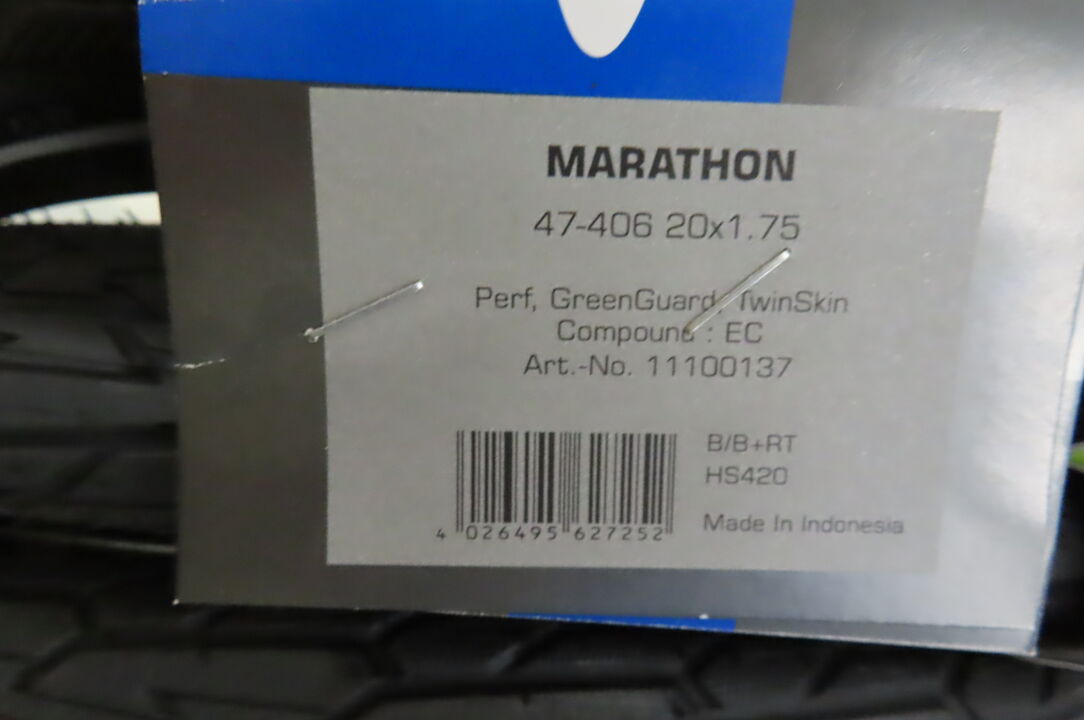 MARATHON
47-406 20x1.75
Perf, GreenGuard, TwinSkin
Compound : EC
Art.-No. 11100137
B/B+RT
HS420
4 026495 627252
Made In Indonesia